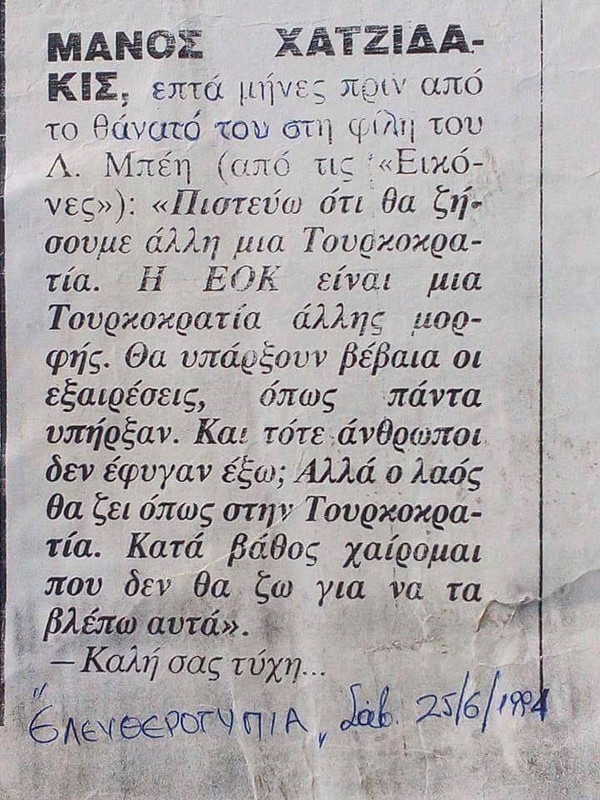 ΜΑΝΟΣ ΧΑΤΖΙΔΑ-
ΚΙΣ, επτά μήνες πριν από
το θάνατό του στη φίλη του
Λ. Μπέη (από τις «Εικό-
νες»): «Πιστεύω ότι θα ζή-
σουμε άλλη μια Τουρκοκρα-
τία. Η ΕΟΚ είναι μια
Τουρκοκρατία άλλης μορ-
φής. Θα υπάρξουν βέβαια οι
εξαιρέσεις, όπως πάντα
υπήρξαν. Και τότε άνθρωποι
δεν έφυγαν έξω; Αλλά ο λαός
θα ζει όπως στην Τουρκοκρα-
τία. Κατά βάθος χαίρομαι
που δεν θα ζω για να τα
βλέπω αυτά».
— Καλή σας τύχη...
"ΕΛΕΥΘΕΡΟΤΥΠΙΑ", Σάβ. 25/6/1994